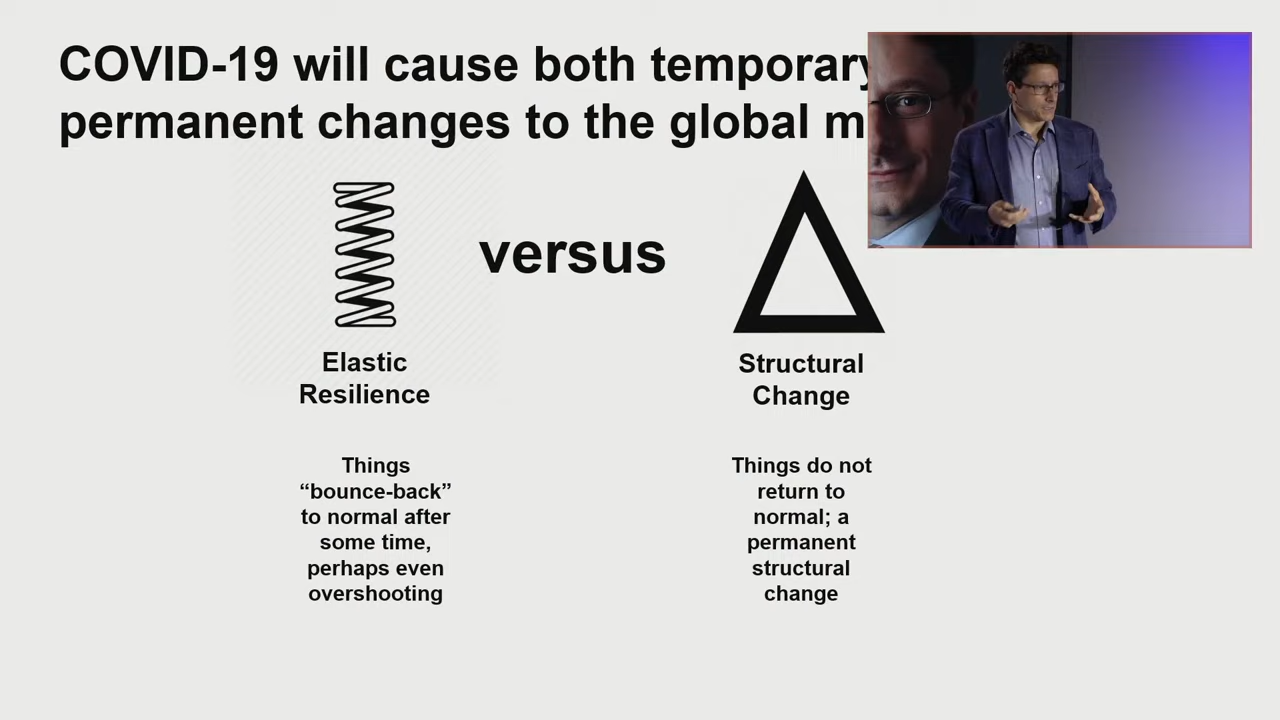 COVID-19 will cause both temporary
permanent changes to the global m
versus
Elastic
Resilience
Things
“bounce-back”
to normal after
some time,
perhaps even
overshooting
Structural
Change
Things do not
return to
normal; a
permanent
structural
change